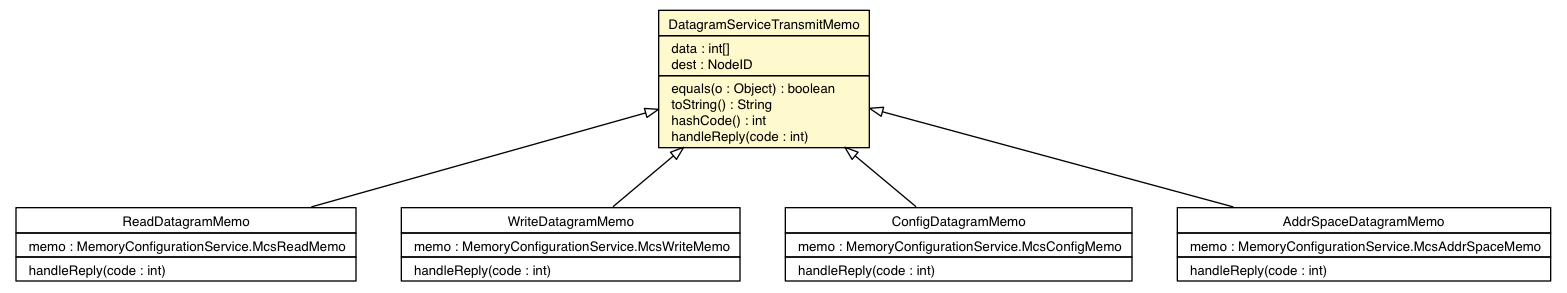 DatagramServiceTransmitMemo
data : int[]
dest : NodeID
equals(o : Object) : boolean
toString() : String
hashCode() : int
handleReply(code : int)
ReadDatagramMemo
memo : MemoryConfigurationService.McsReadMemo
handleReply(code : int)
WriteDatagramMemo
memo : MemoryConfigurationService.McsWriteMemo
handleReply(code : int)
ConfigDatagramMemo
memo : MemoryConfigurationService.McsConfigMemo
handleReply(code : int)
AddrSpaceDatagramMemo
memo : MemoryConfigurationService.McsAddrSpaceMemo
handleReply(code : int)